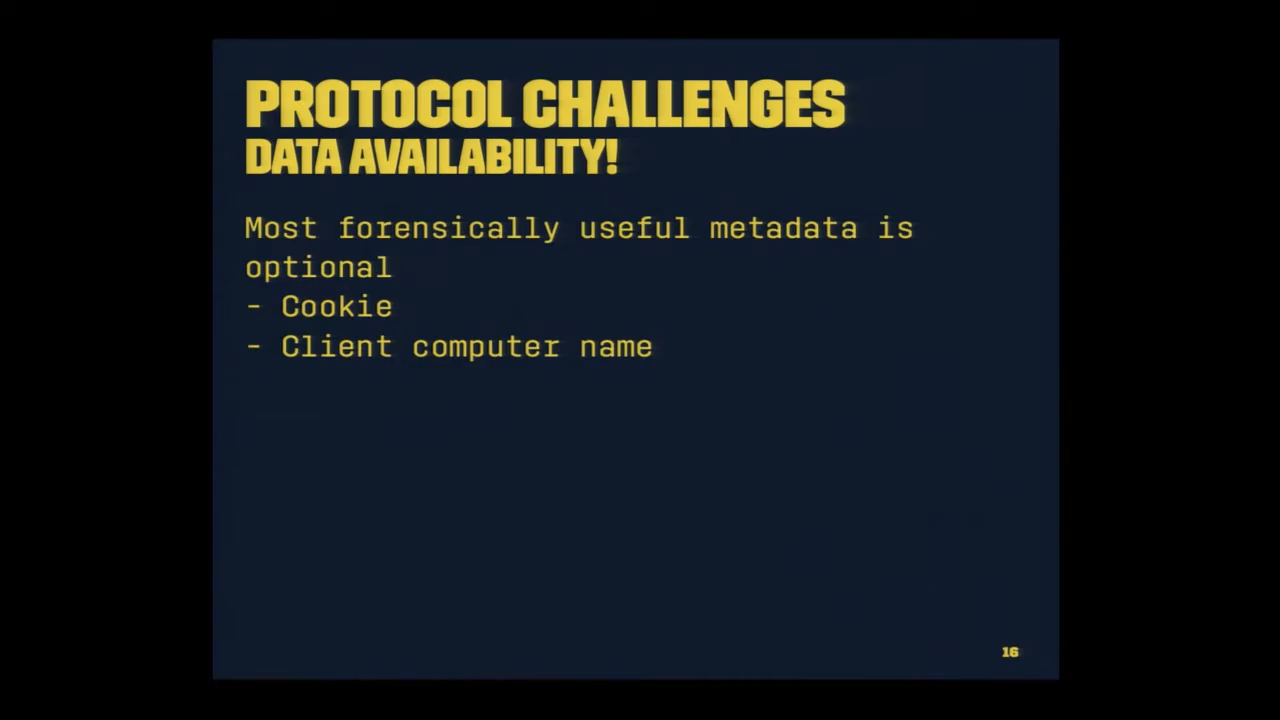 PROTOCOL CHALLENGES
DATA AVAILABILITY!
Most forensically useful metadata is
optional
- Cookie
- Client computer name
16